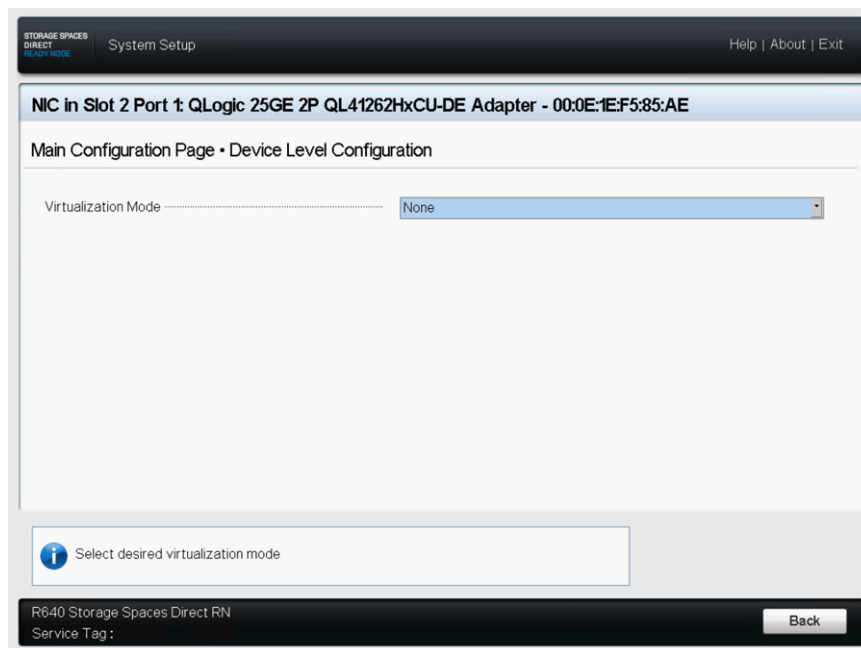 STORAGE SPACES
DIRECT
READY NODE
System Setup
Help | About | Exit
NIC in Slot 2 Port 1: QLogic 25GE 2P QL41262HxCU-DE Adapter - 00:0E:1E:F5:85:AE
Main Configuration Page • Device Level Configuration
Virtualization Mode None
Select desired virtualization mode
R640 Storage Spaces Direct RN
Service Tag :
Back